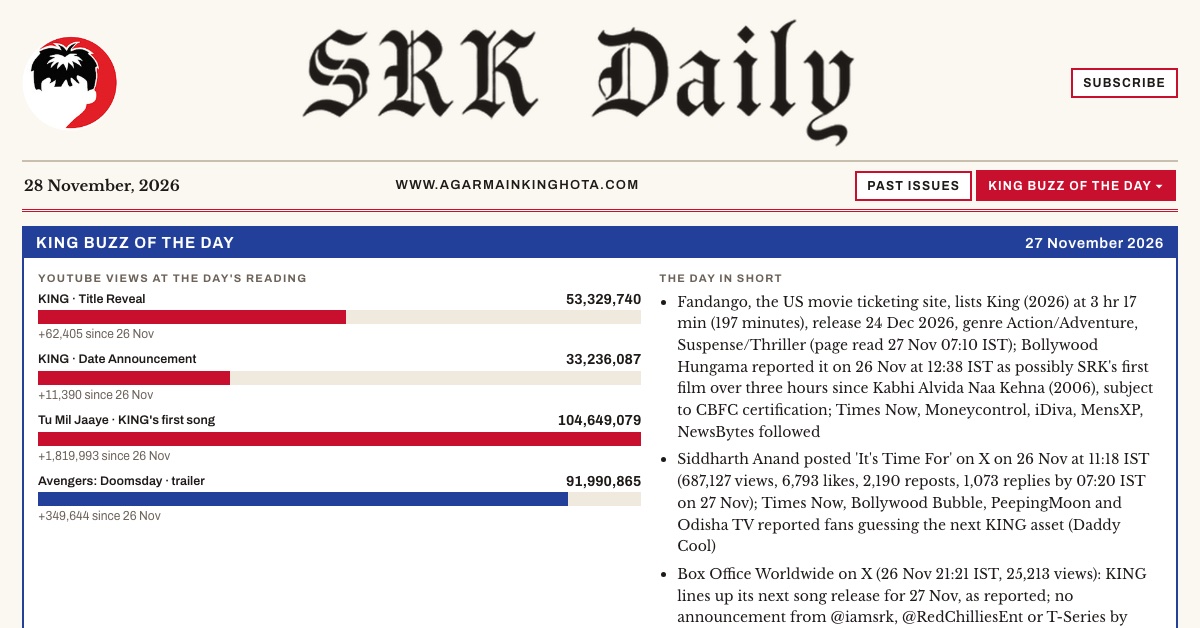 SRK Daily
SUBSCRIBE
28 November, 2026
WWW.AGARMAINKINGHOTA.COM
PAST ISSUES
KING BUZZ OF THE DAY
KING BUZZ OF THE DAY
27 November 2026
YOUTUBE VIEWS AT THE DAY'S READING
KING · Title Reveal
53,329,740
+62,405 since 26 Nov
KING · Date Announcement
33,236,087
+11,390 since 26 Nov
Tu Mil Jaaye · KING's first song
104,649,079
+1,819,993 since 26 Nov
Avengers: Doomsday · trailer
91,990,865
+349,644 since 26 Nov
THE DAY IN SHORT
• Fandango, the US movie ticketing site, lists King (2026) at 3 hr 17
min (197 minutes), release 24 Dec 2026, genre Action/Adventure,
Suspense/Thriller (page read 27 Nov 07:10 IST); Bollywood
Hungama reported it on 26 Nov at 12:38 IST as possibly SRK's first
film over three hours since Kabhi Alvida Naa Kehna (2006), subject
to CBFC certification; Times Now, Moneycontrol, iDiva, MensXP,
NewsBytes followed
• Siddharth Anand posted 'It's Time For' on X on 26 Nov at 11:18 IST
(687,127 views, 6,793 likes, 2,190 reposts, 1,073 replies by 07:20 IST
on 27 Nov); Times Now, Bollywood Bubble, PeepingMoon and
Odisha TV reported fans guessing the next KING asset (Daddy
Cool)
• Box Office Worldwide on X (26 Nov 21:21 IST, 25,213 views): KING
lines up its next song release for 27 Nov, as reported; no
announcement from @iamsrk, @RedChilliesEnt or T-Series by